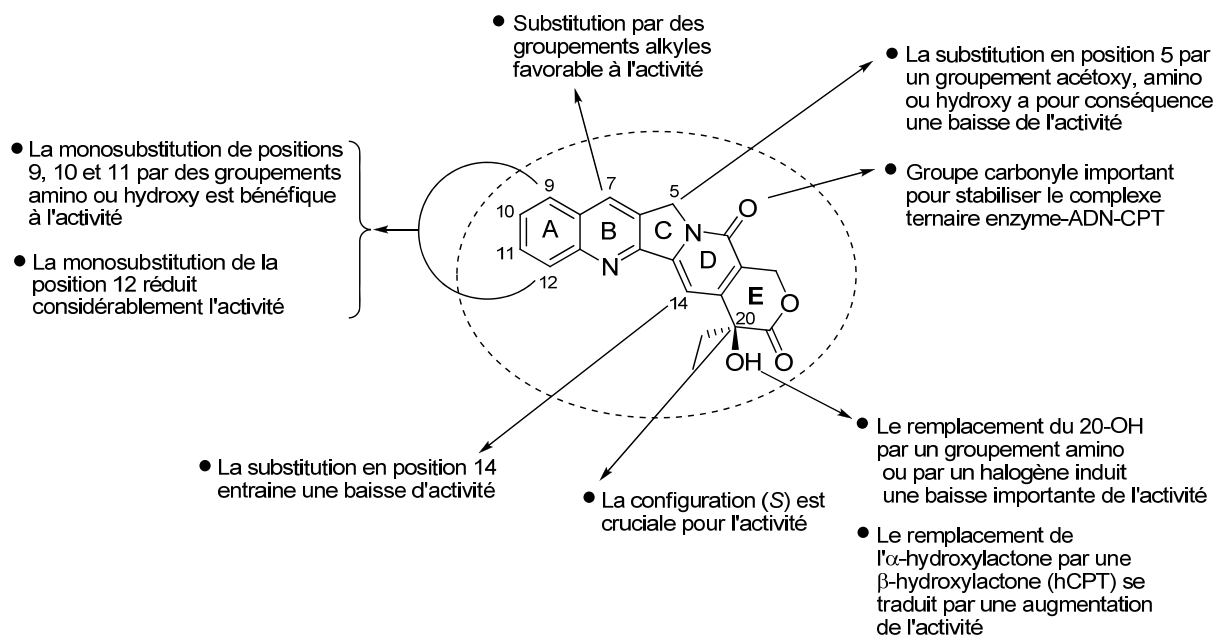 ● Substitution par des
groupements alkyles
favorable à l'activité
● La substitution en position 5 par
un groupement acétoxy, amino
ou hydroxy a pour conséquence
une baisse de l'activité
● La monosubstitution de positions
9, 10 et 11 par des groupements
amino ou hydroxy est bénéfique
à l'activité
● Groupe carbonyle important
pour stabiliser le complexe
ternaire enzyme-ADN-CPT
● La monosubstitution de la
position 12 réduit
considérablement l'activité
9
7
5
O
10
A
B
C
N
11
D
12
N
E
O
14
20
OH
O
● La substitution en position 14
entraine une baisse d'activité
● La configuration (S) est
cruciale pour l'activité
● Le remplacement du 20-OH
par un groupement amino
ou par un halogène induit
une baisse importante de l'activité
● Le remplacement de
l'α-hydroxylactone par une
β-hydroxylactone (hCPT) se
traduit par une augmentation
de l'activité